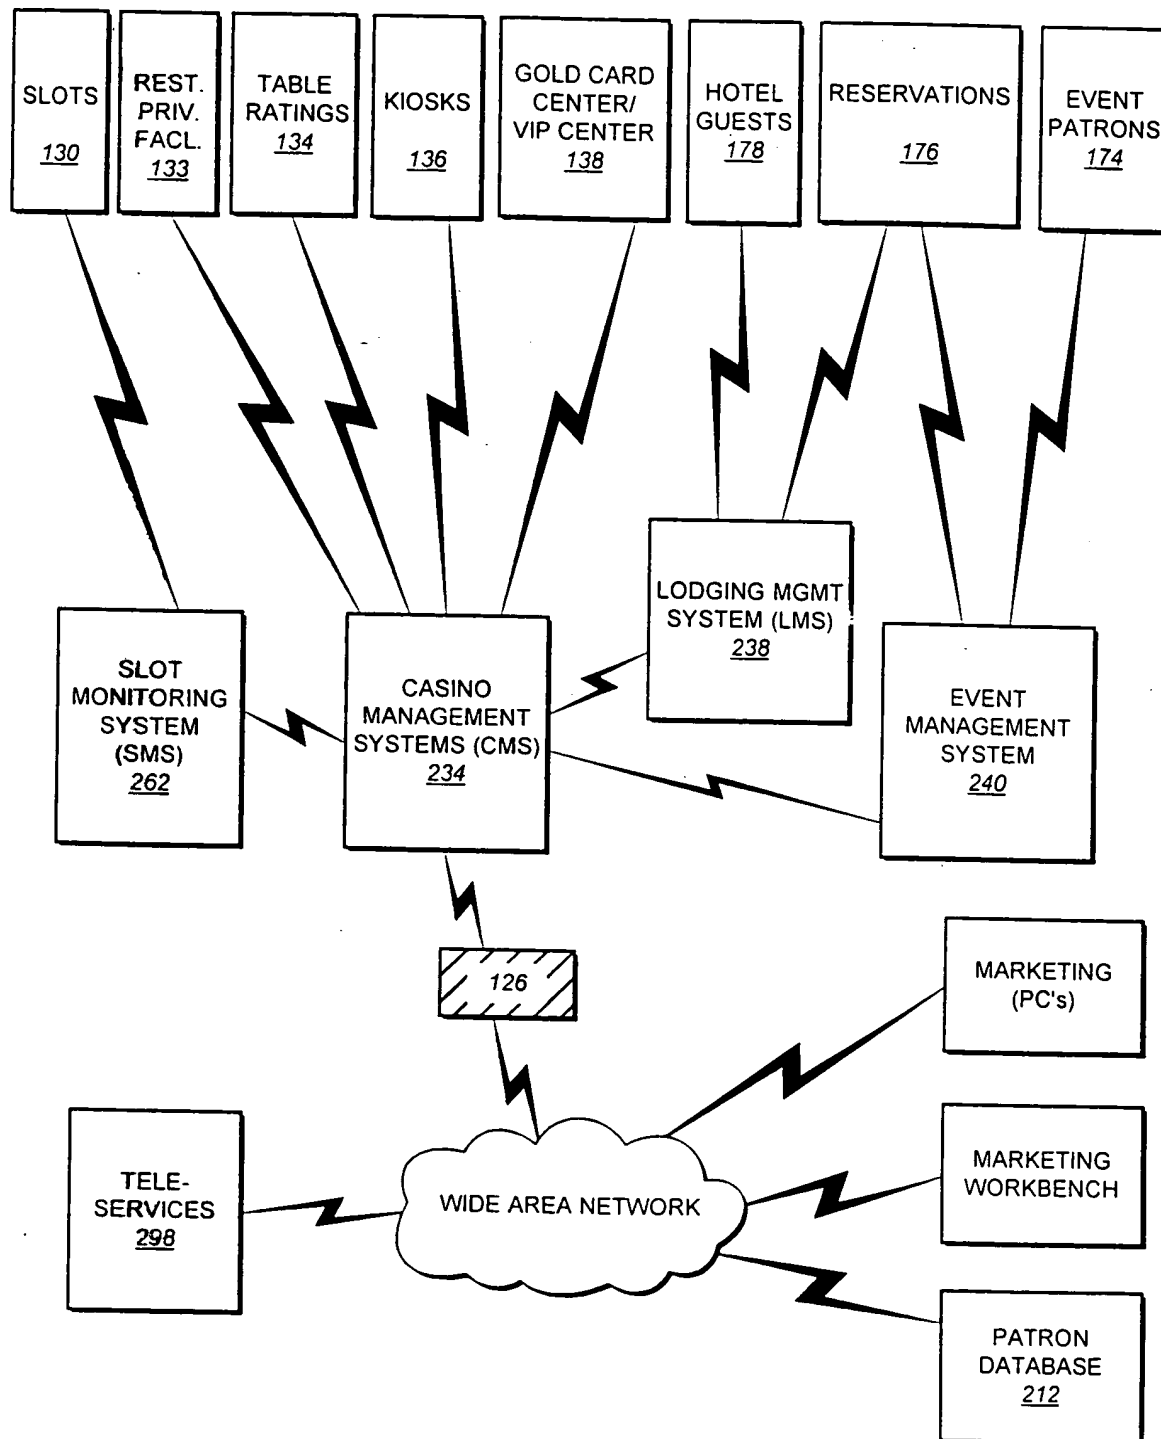 SLOTS
130
REST.
PRIV.
FACL.
133
TABLE
RATINGS
134
KIOSKS
136
GOLD CARD
CENTER/
VIP CENTER
138
HOTEL
GUESTS
178
RESERVATIONS
176
EVENT
PATRONS
174
LODGING MGMT
SYSTEM (LMS)
238
SLOT
MONITORING
SYSTEM
(SMS)
262
CASINO
MANAGEMENT
SYSTEMS (CMS)
234
EVENT
MANAGEMENT
SYSTEM
240
126
MARKETING
(PC's)
TELE-
SERVICES
298
WIDE AREA NETWORK
MARKETING
WORKBENCH
PATRON
DATABASE
212